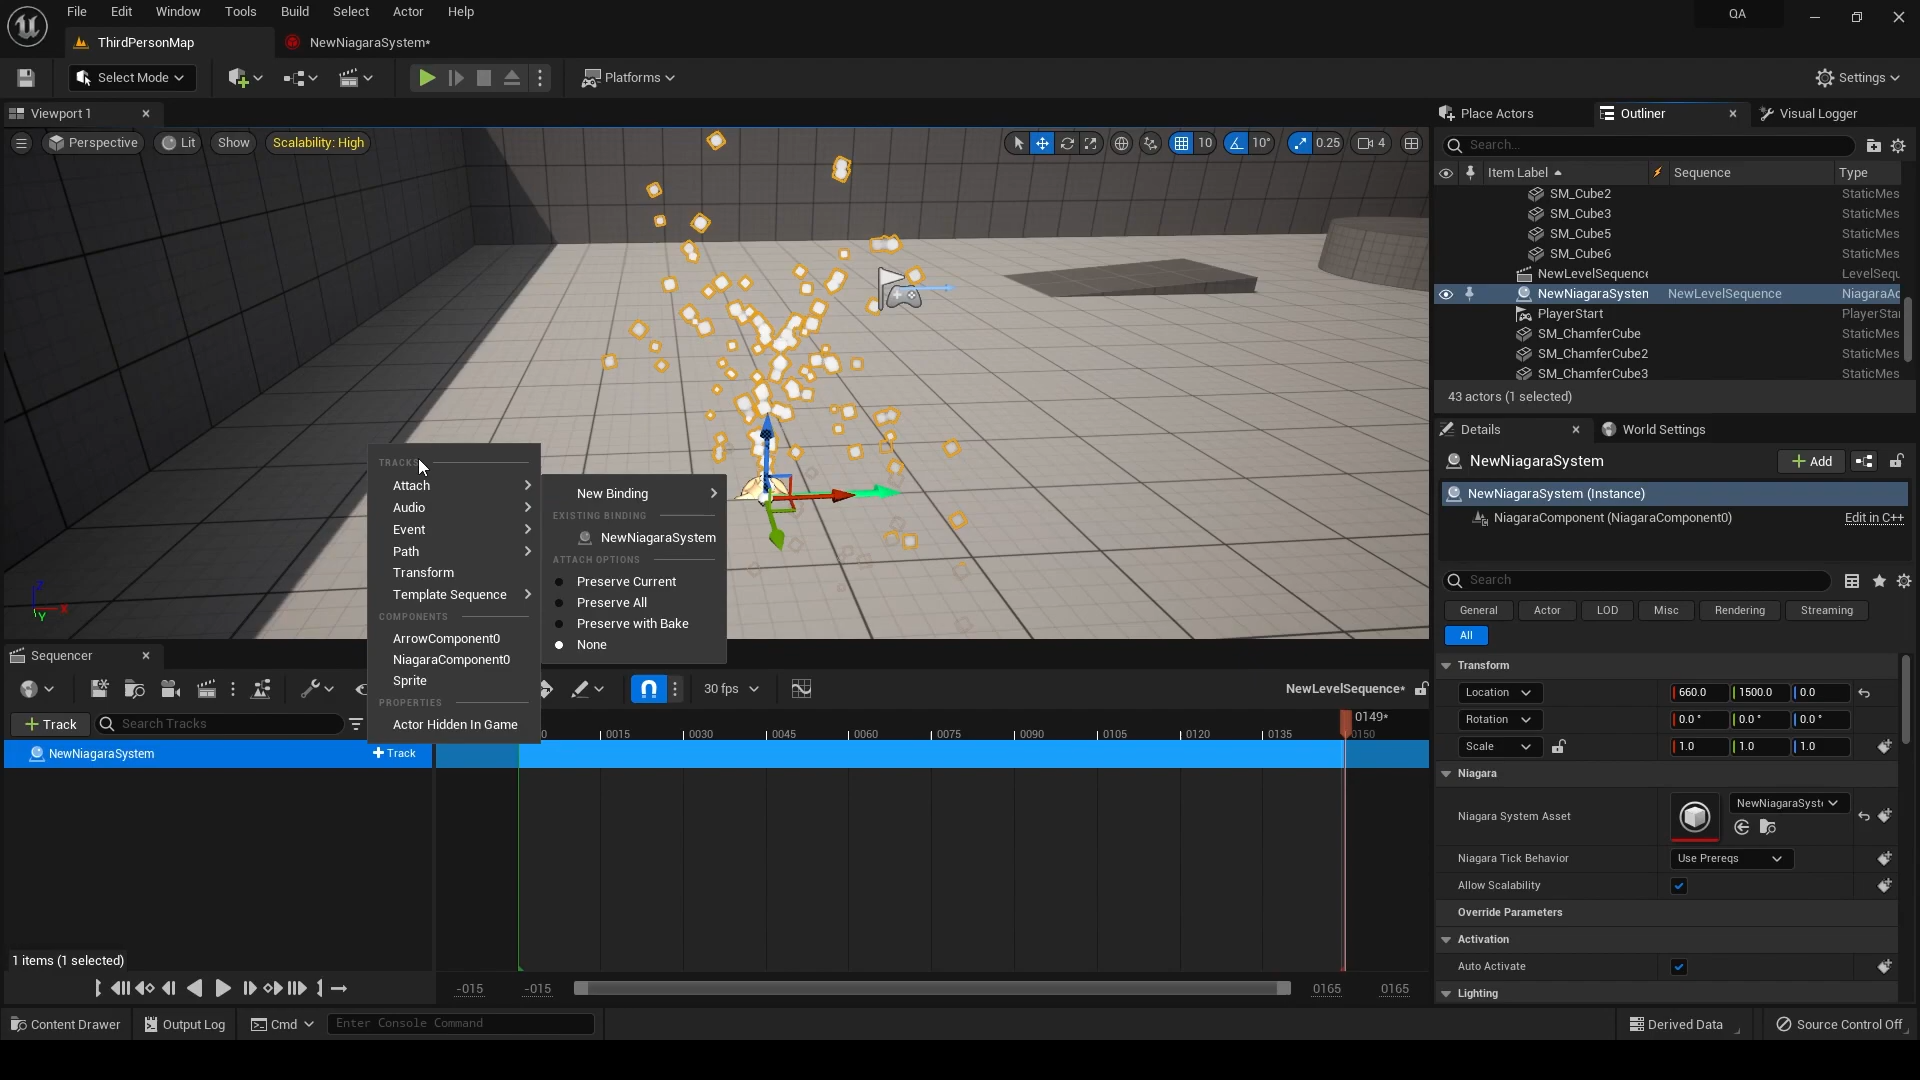 File Edit Window Tools Build Select Actor Help
QA
ThirdPersonMap NewNiagaraSystem*
Select Mode Platforms Settings
Viewport 1
Perspective Lit Show Scalability: High 10 10° 0.25 4
Place Actors Outliner Visual Logger
Search...
Item Label Sequence Type
SM_Cube2 StaticMes
SM_Cube3 StaticMes
SM_Cube5 StaticMes
SM_Cube6 StaticMes
NewLevelSequence LevelSequ
NewNiagaraSystem NewLevelSequence NiagaraAc
PlayerStart PlayerStar
SM_ChamferCube StaticMes
SM_ChamferCube2 StaticMes
SM_ChamferCube3 StaticMes
43 actors (1 selected)
Details World Settings
NewNiagaraSystem Add
NewNiagaraSystem (Instance)
NiagaraComponent (NiagaraComponent0) Edit in C++
Search
General Actor LOD Misc Rendering Streaming
All
Transform
Location 660.0 1500.0 0.0
Rotation 0.0 ° 0.0 ° 0.0 °
Scale 1.0 1.0 1.0
Niagara
Niagara System Asset NewNiagaraSyst
Niagara Tick Behavior Use Prereqs
Allow Scalability
Override Parameters
Activation
Auto Activate
Lighting
TRACKS
Attach
Audio
Event
Path
Transform
Template Sequence
COMPONENTS
ArrowComponent0
NiagaraComponent0
Sprite
PROPERTIES
Actor Hidden In Game
New Binding
EXISTING BINDING
NewNiagaraSystem
ATTACH OPTIONS
Preserve Current
Preserve All
Preserve with Bake
None
Z X Y
Sequencer
30 fps NewLevelSequence*
Track Search Tracks
0149*
0 0015 0030 0045 0060 0075 0090 0105 0120 0135 0150
NewNiagaraSystem Track
1 items (1 selected)
-015 -015 0165 0165
Content Drawer Output Log Cmd Enter Console Command Derived Data Source Control Off